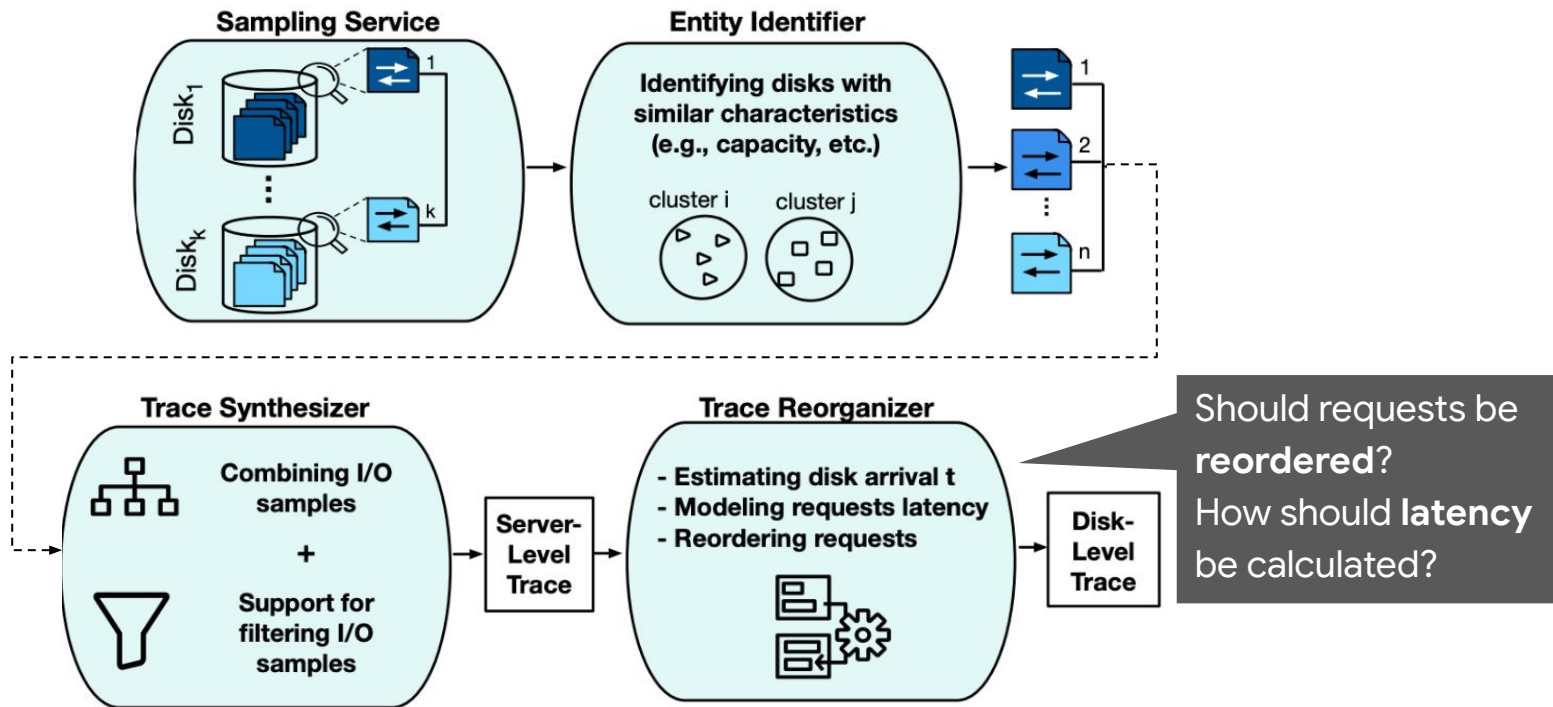 Sampling Service
Disk1
1
Diskk
k
Entity Identifier
Identifying disks with
similar characteristics
(e.g., capacity, etc.)
cluster i
cluster j
1
2
n
Trace Synthesizer
Combining I/O
samples
+
Support for
filtering I/O
samples
Server-
Level
Trace
Trace Reorganizer
- Estimating disk arrival t
- Modeling requests latency
- Reordering requests
Disk-
Level
Trace
Should requests be
reordered?
How should latency
be calculated?